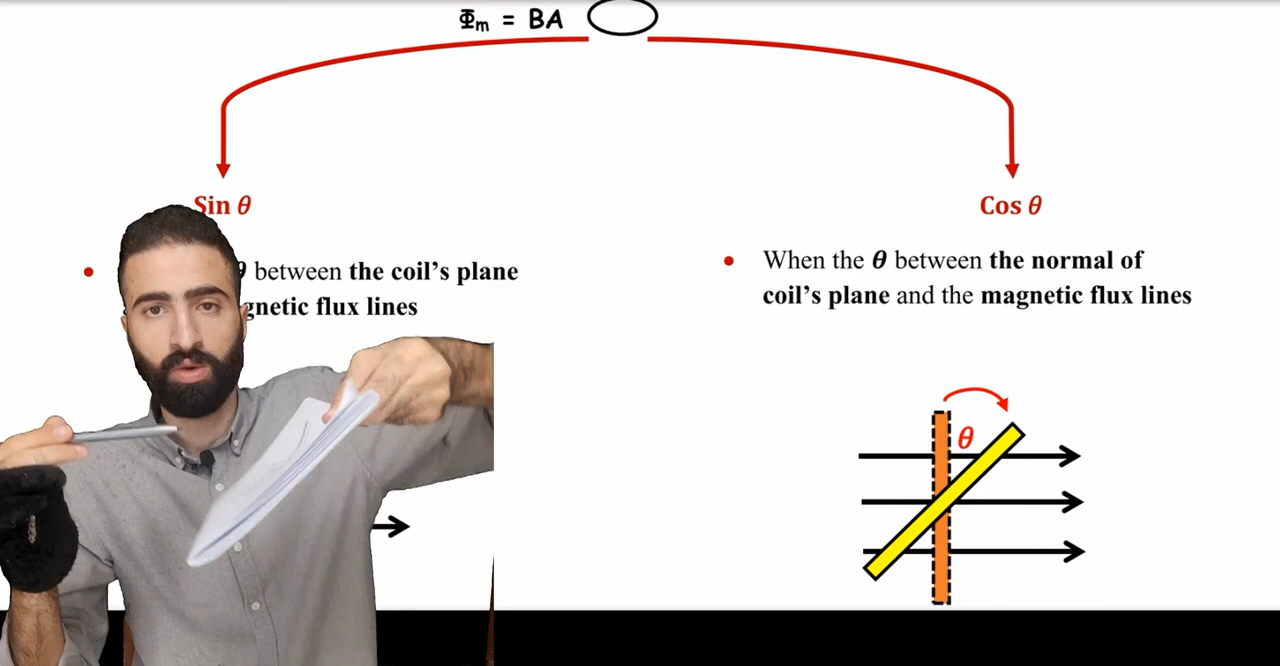 Φm = BA
Sin θ
Cos θ
θ between the coil's plane
gnetic flux lines
When the θ between the normal of
coil's plane and the magnetic flux lines
θ